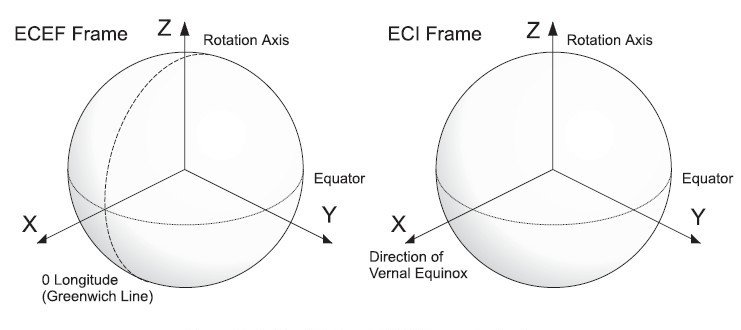 ECEF Frame
Z
Rotation Axis
Equator
X
Y
0 Longitude
(Greenwich Line)
ECI Frame
Z
Rotation Axis
Equator
X
Y
Direction of
Vernal Equinox